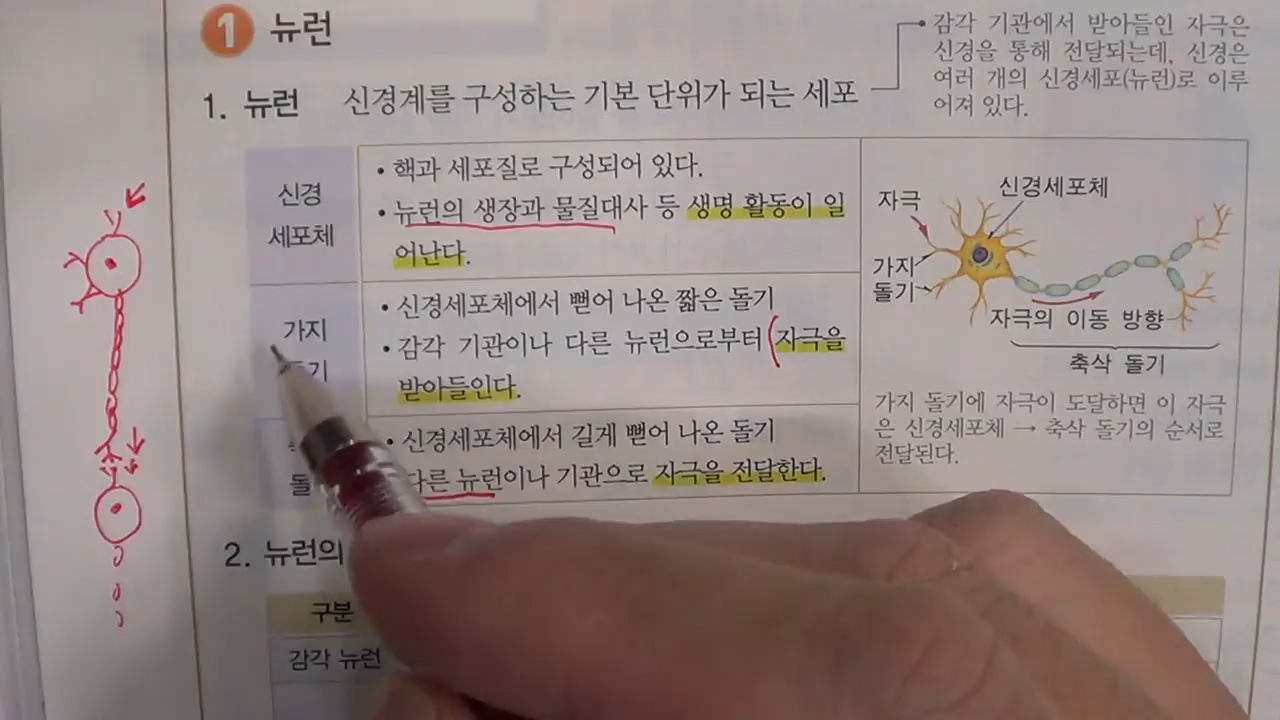 1 뉴런
감각 기관에서 받아들인 자극은
신경을 통해 전달되는데, 신경은
여러 개의 신경세포(뉴런)로 이루
어져 있다.
1. 뉴런 신경계를 구성하는 기본 단위가 되는 세포
신경
세포체
• 핵과 세포질로 구성되어 있다.
• 뉴런의 생장과 물질대사 등 생명 활동이 일
어난다.
가지
돌기
• 신경세포체에서 뻗어 나온 짧은 돌기
• 감각 기관이나 다른 뉴런으로부터 자극을
받아들인다.
돌
• 신경세포체에서 길게 뻗어 나온 돌기
다른 뉴런이나 기관으로 자극을 전달한다.
신경세포체
자극
가지
돌기
자극의 이동 방향
축삭 돌기
가지 돌기에 자극이 도달하면 이 자극
은 신경세포체 → 축삭 돌기의 순서로
전달된다.
2. 뉴런의
구분
감각 뉴런